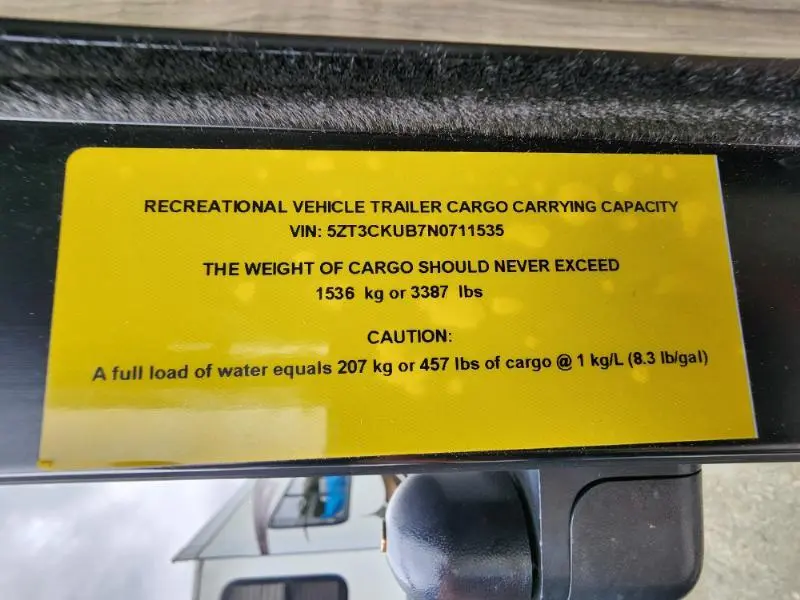 RECREATIONAL VEHICLE TRAILER CARGO CARRYING CAPACITY
VIN: 5ZT3CKUB7N0711535
THE WEIGHT OF CARGO SHOULD NEVER EXCEED
1536 kg or 3387 lbs
CAUTION:
A full load of water equals 207 kg or 457 lbs of cargo @ 1 kg/L (8.3 lb/gal)